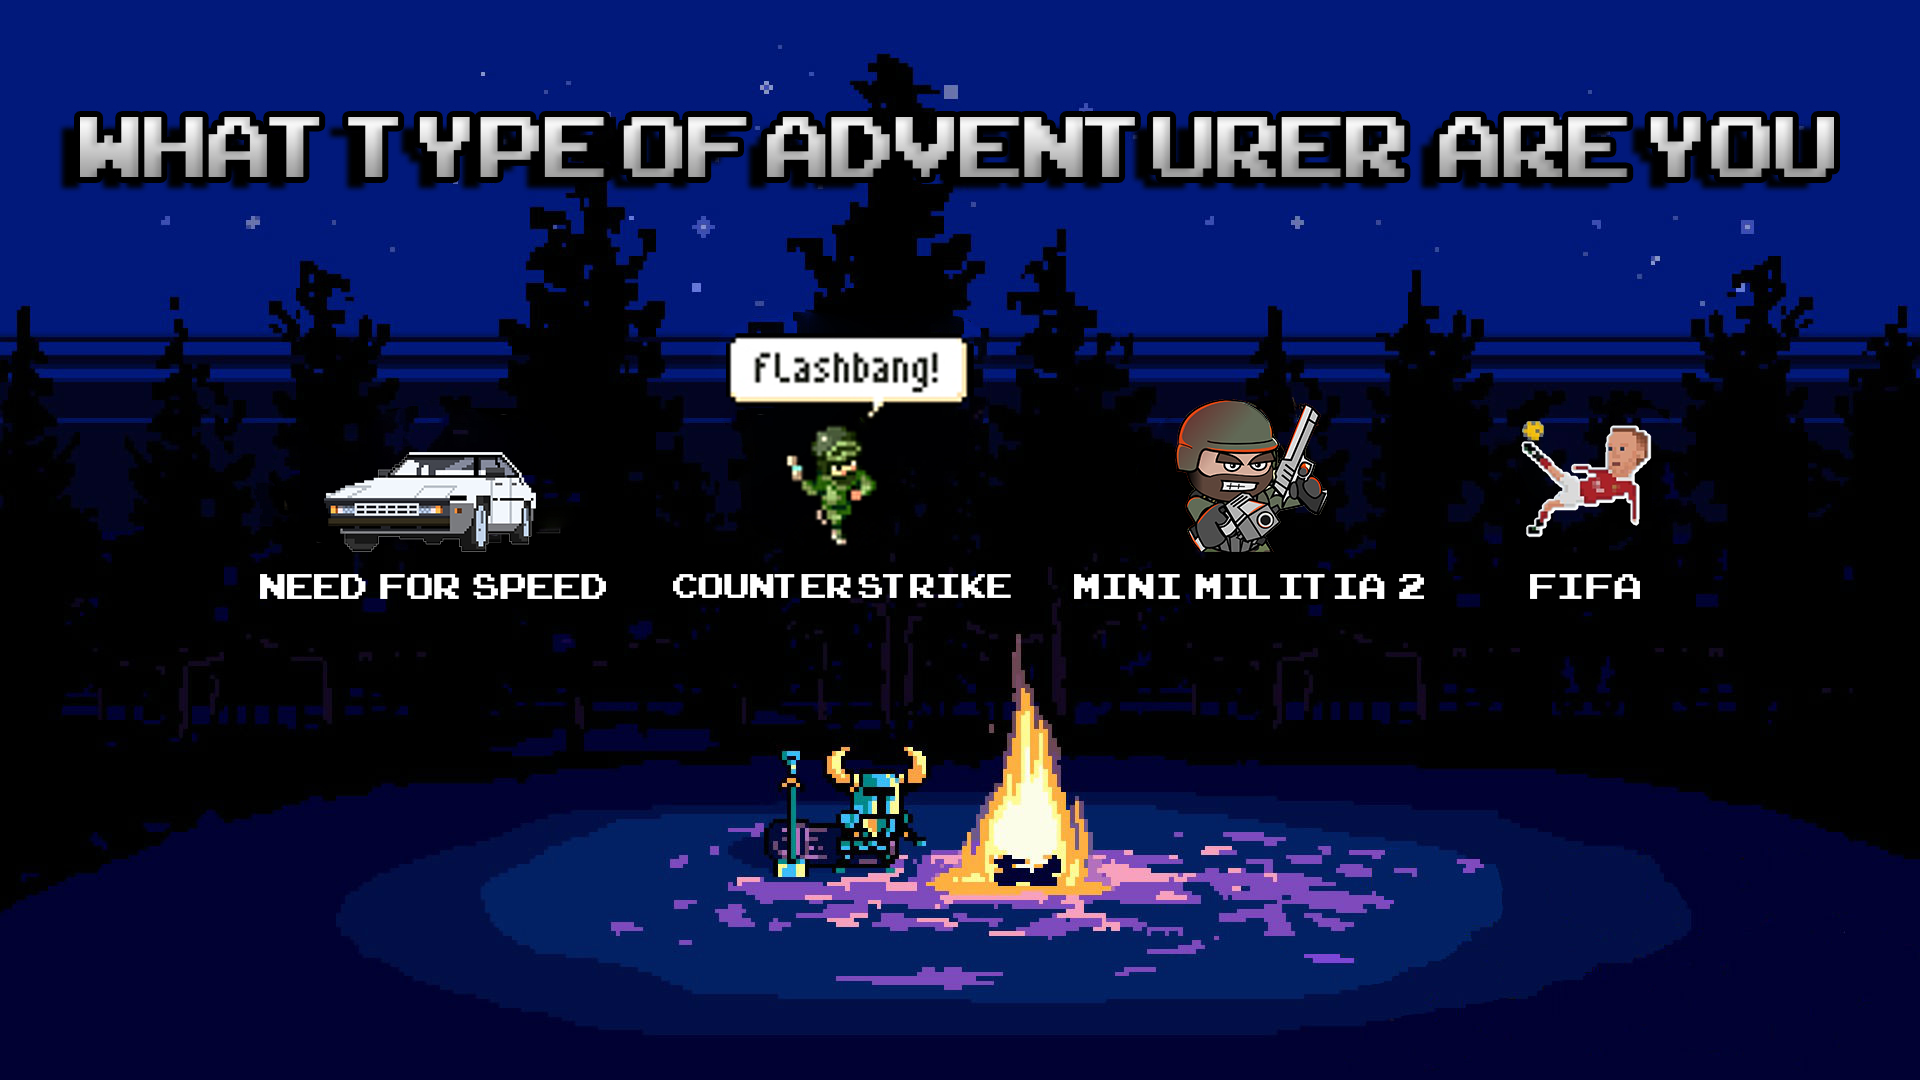 WHAT TYPE OF ADVENTURER ARE YOU
flashbang!
NEED FOR SPEED
COUNTERSTRIKE
MINI MILITIA 2
FIFA